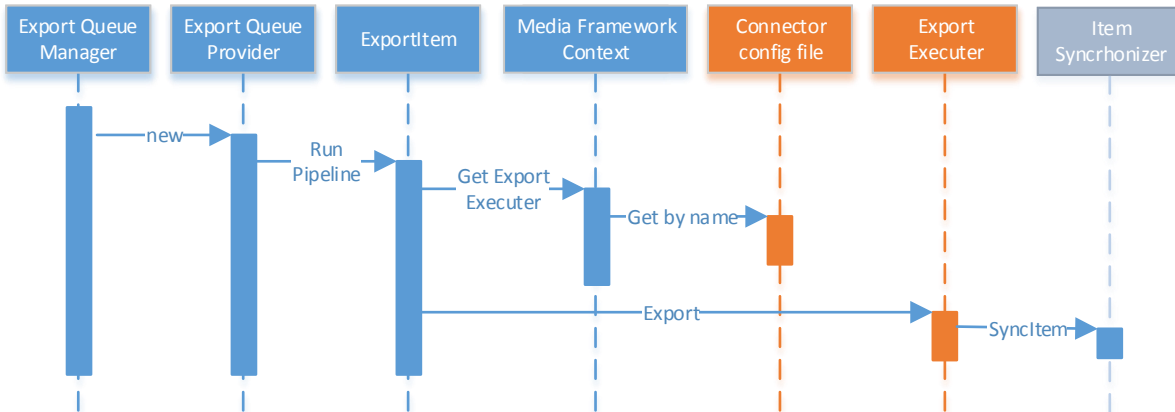 Export Queue
Manager
Export Queue
Provider
ExportItem
Media Framework
Context
Connector
config file
Export
Executer
Item
Syncrhonizer
new
Run
Pipeline
Get Export
Executer
Get by name
Export
SyncItem